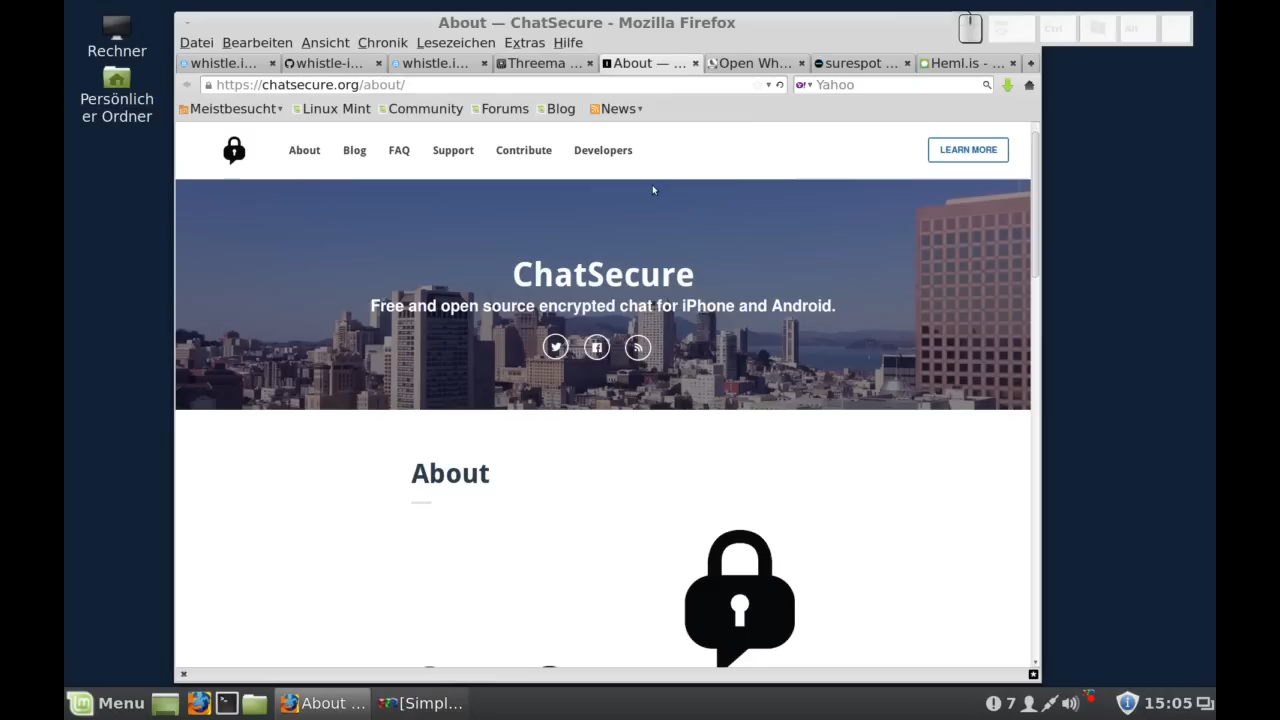 Rechner
Persönlich
er Ordner
About — ChatSecure - Mozilla Firefox
Datei Bearbeiten Ansicht Chronik Lesezeichen Extras Hilfe
whistle.i... whistle-i... whistle.i... Threema ... About — ... Open Wh... surespot ... Heml.is - ...
https://chatsecure.org/about/ Yahoo
Meistbesucht Linux Mint Community Forums Blog News
About Blog FAQ Support Contribute Developers LEARN MORE
ChatSecure
Free and open source encrypted chat for iPhone and Android.
About
Menu About ... [Simpl... 7 15:05